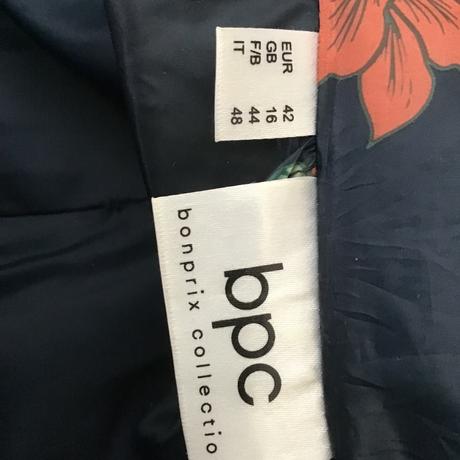 EUR 42
GB 16
F/B 44
IT 48
bpc
bonprix collectio